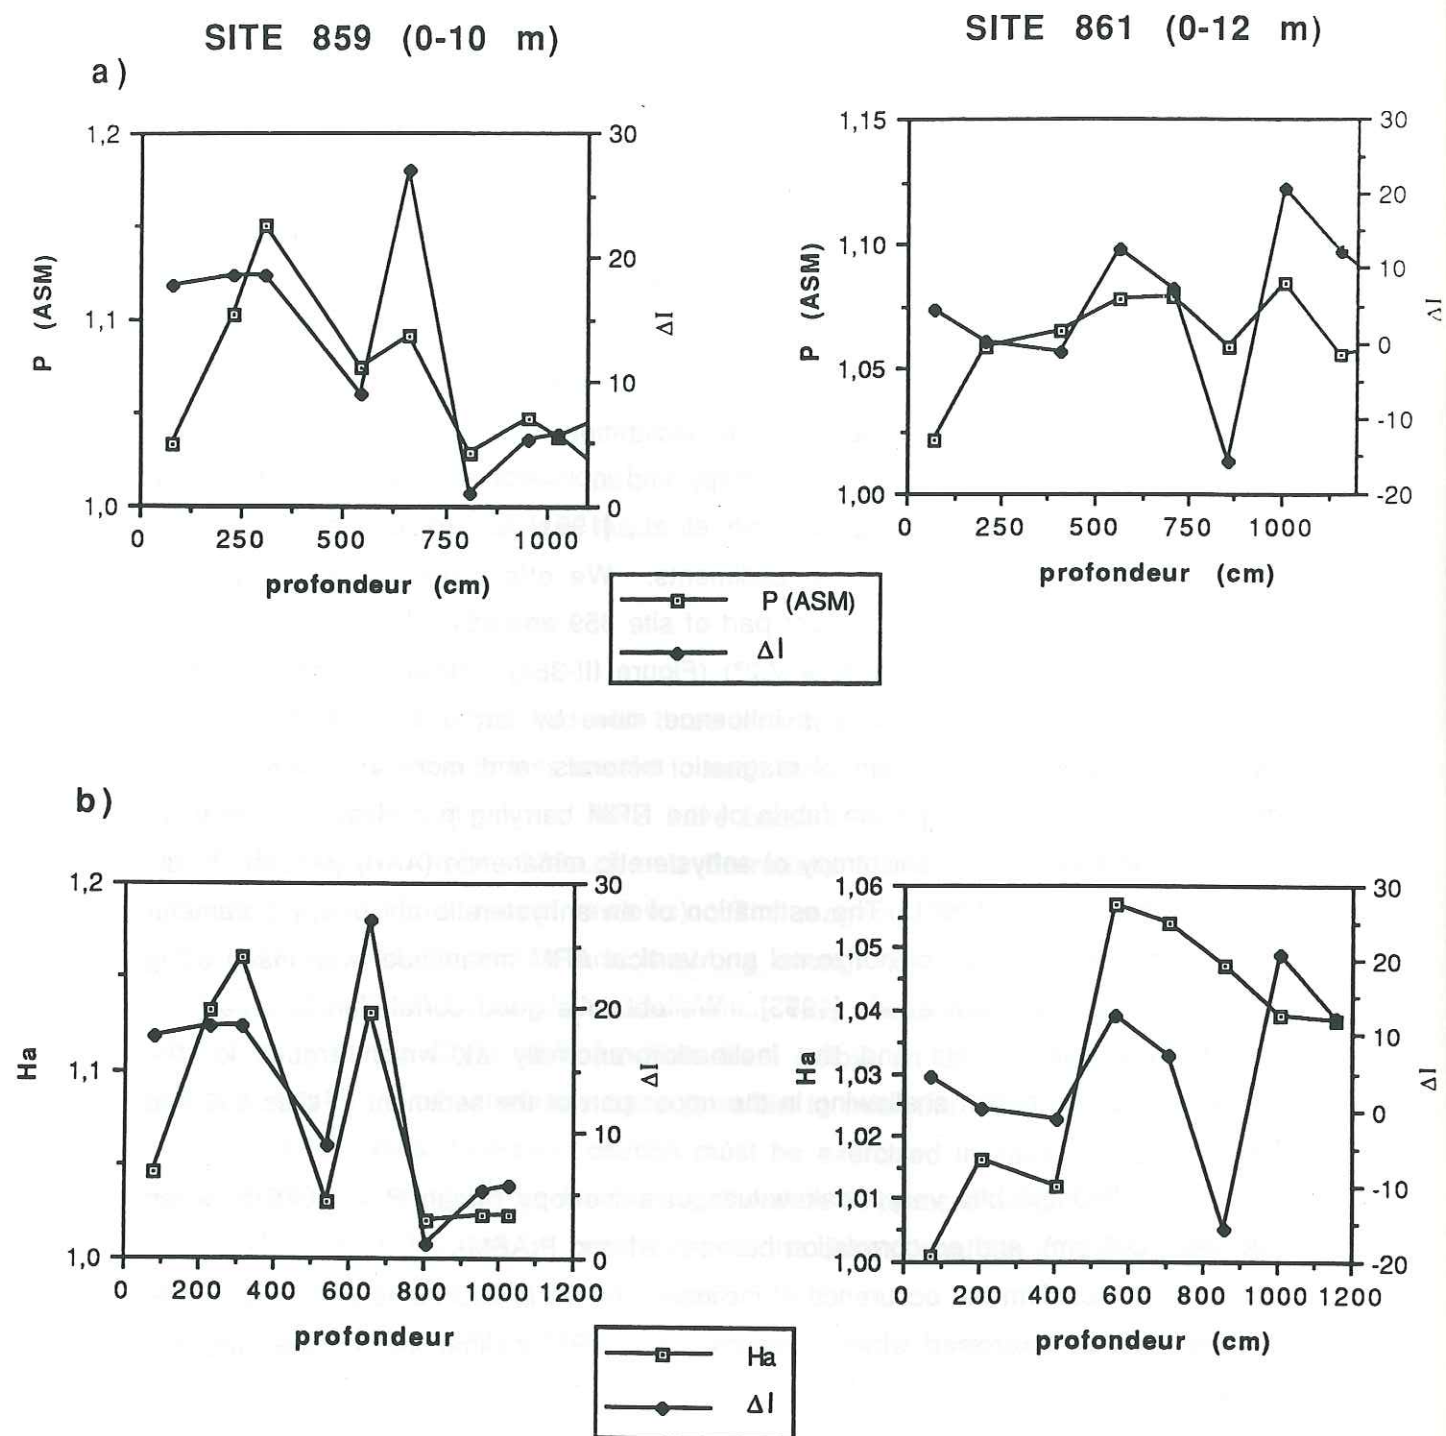 SITE 859 (0-10 m)
SITE 861 (0-12 m)
a)
1,2
1,1
1,0
P (ASM)
30
20
10
0
ΔI
0 250 500 750 1000
profondeur (cm)
1,15
1,10
1,05
1,00
P (ASM)
30
20
10
0
-10
-20
ΔI
0 250 500 750 1000
profondeur (cm)
P (ASM)
ΔI
b)
1,2
1,1
1,0
Ha
30
20
10
0
ΔI
0 200 400 600 800 1000 1200
profondeur
1,06
1,05
1,04
1,03
1,02
1,01
1,00
Ha
30
20
10
0
-10
-20
ΔI
0 200 400 600 800 1000 1200
profondeur (cm)
Ha
ΔI